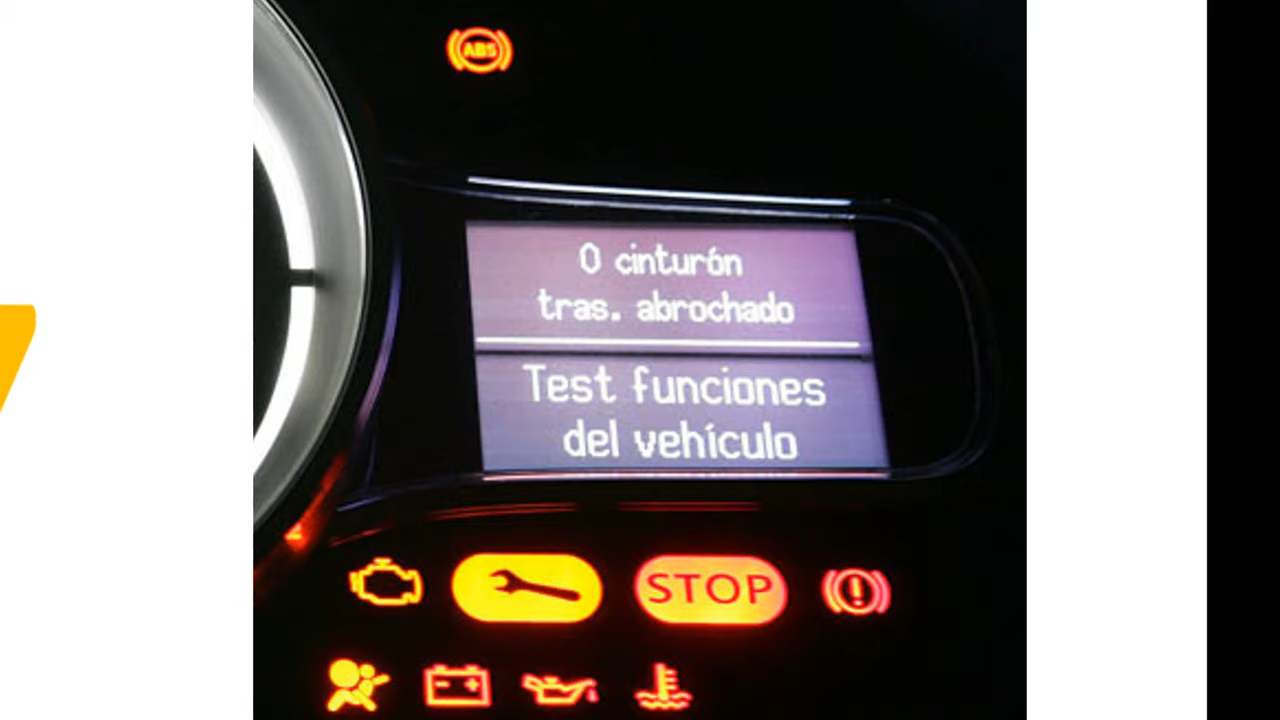 ABS
0 cinturón
tras. abrochado
Test funciones
del vehículo
STOP